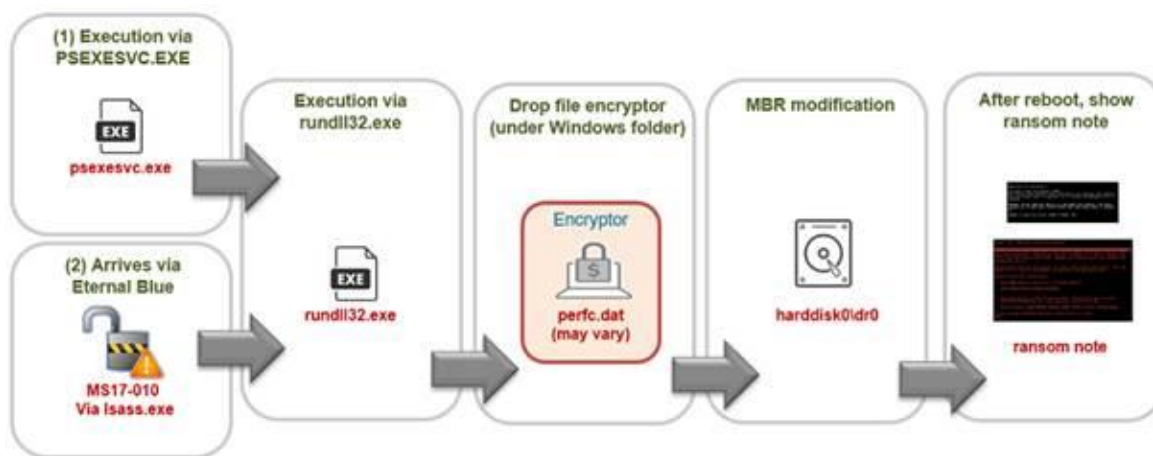 (1) Execution via
PSEXESVC.EXE
EXE
psexesvc.exe
(2) Arrives via
Eternal Blue
MS17-010
Via lsass.exe
Execution via
rundll32.exe
EXE
rundll32.exe
Drop file encryptor
(under Windows folder)
Encryptor
$
perfc.dat
(may vary)
MBR modification
harddisk0\dr0
After reboot, show
ransom note
ransom note